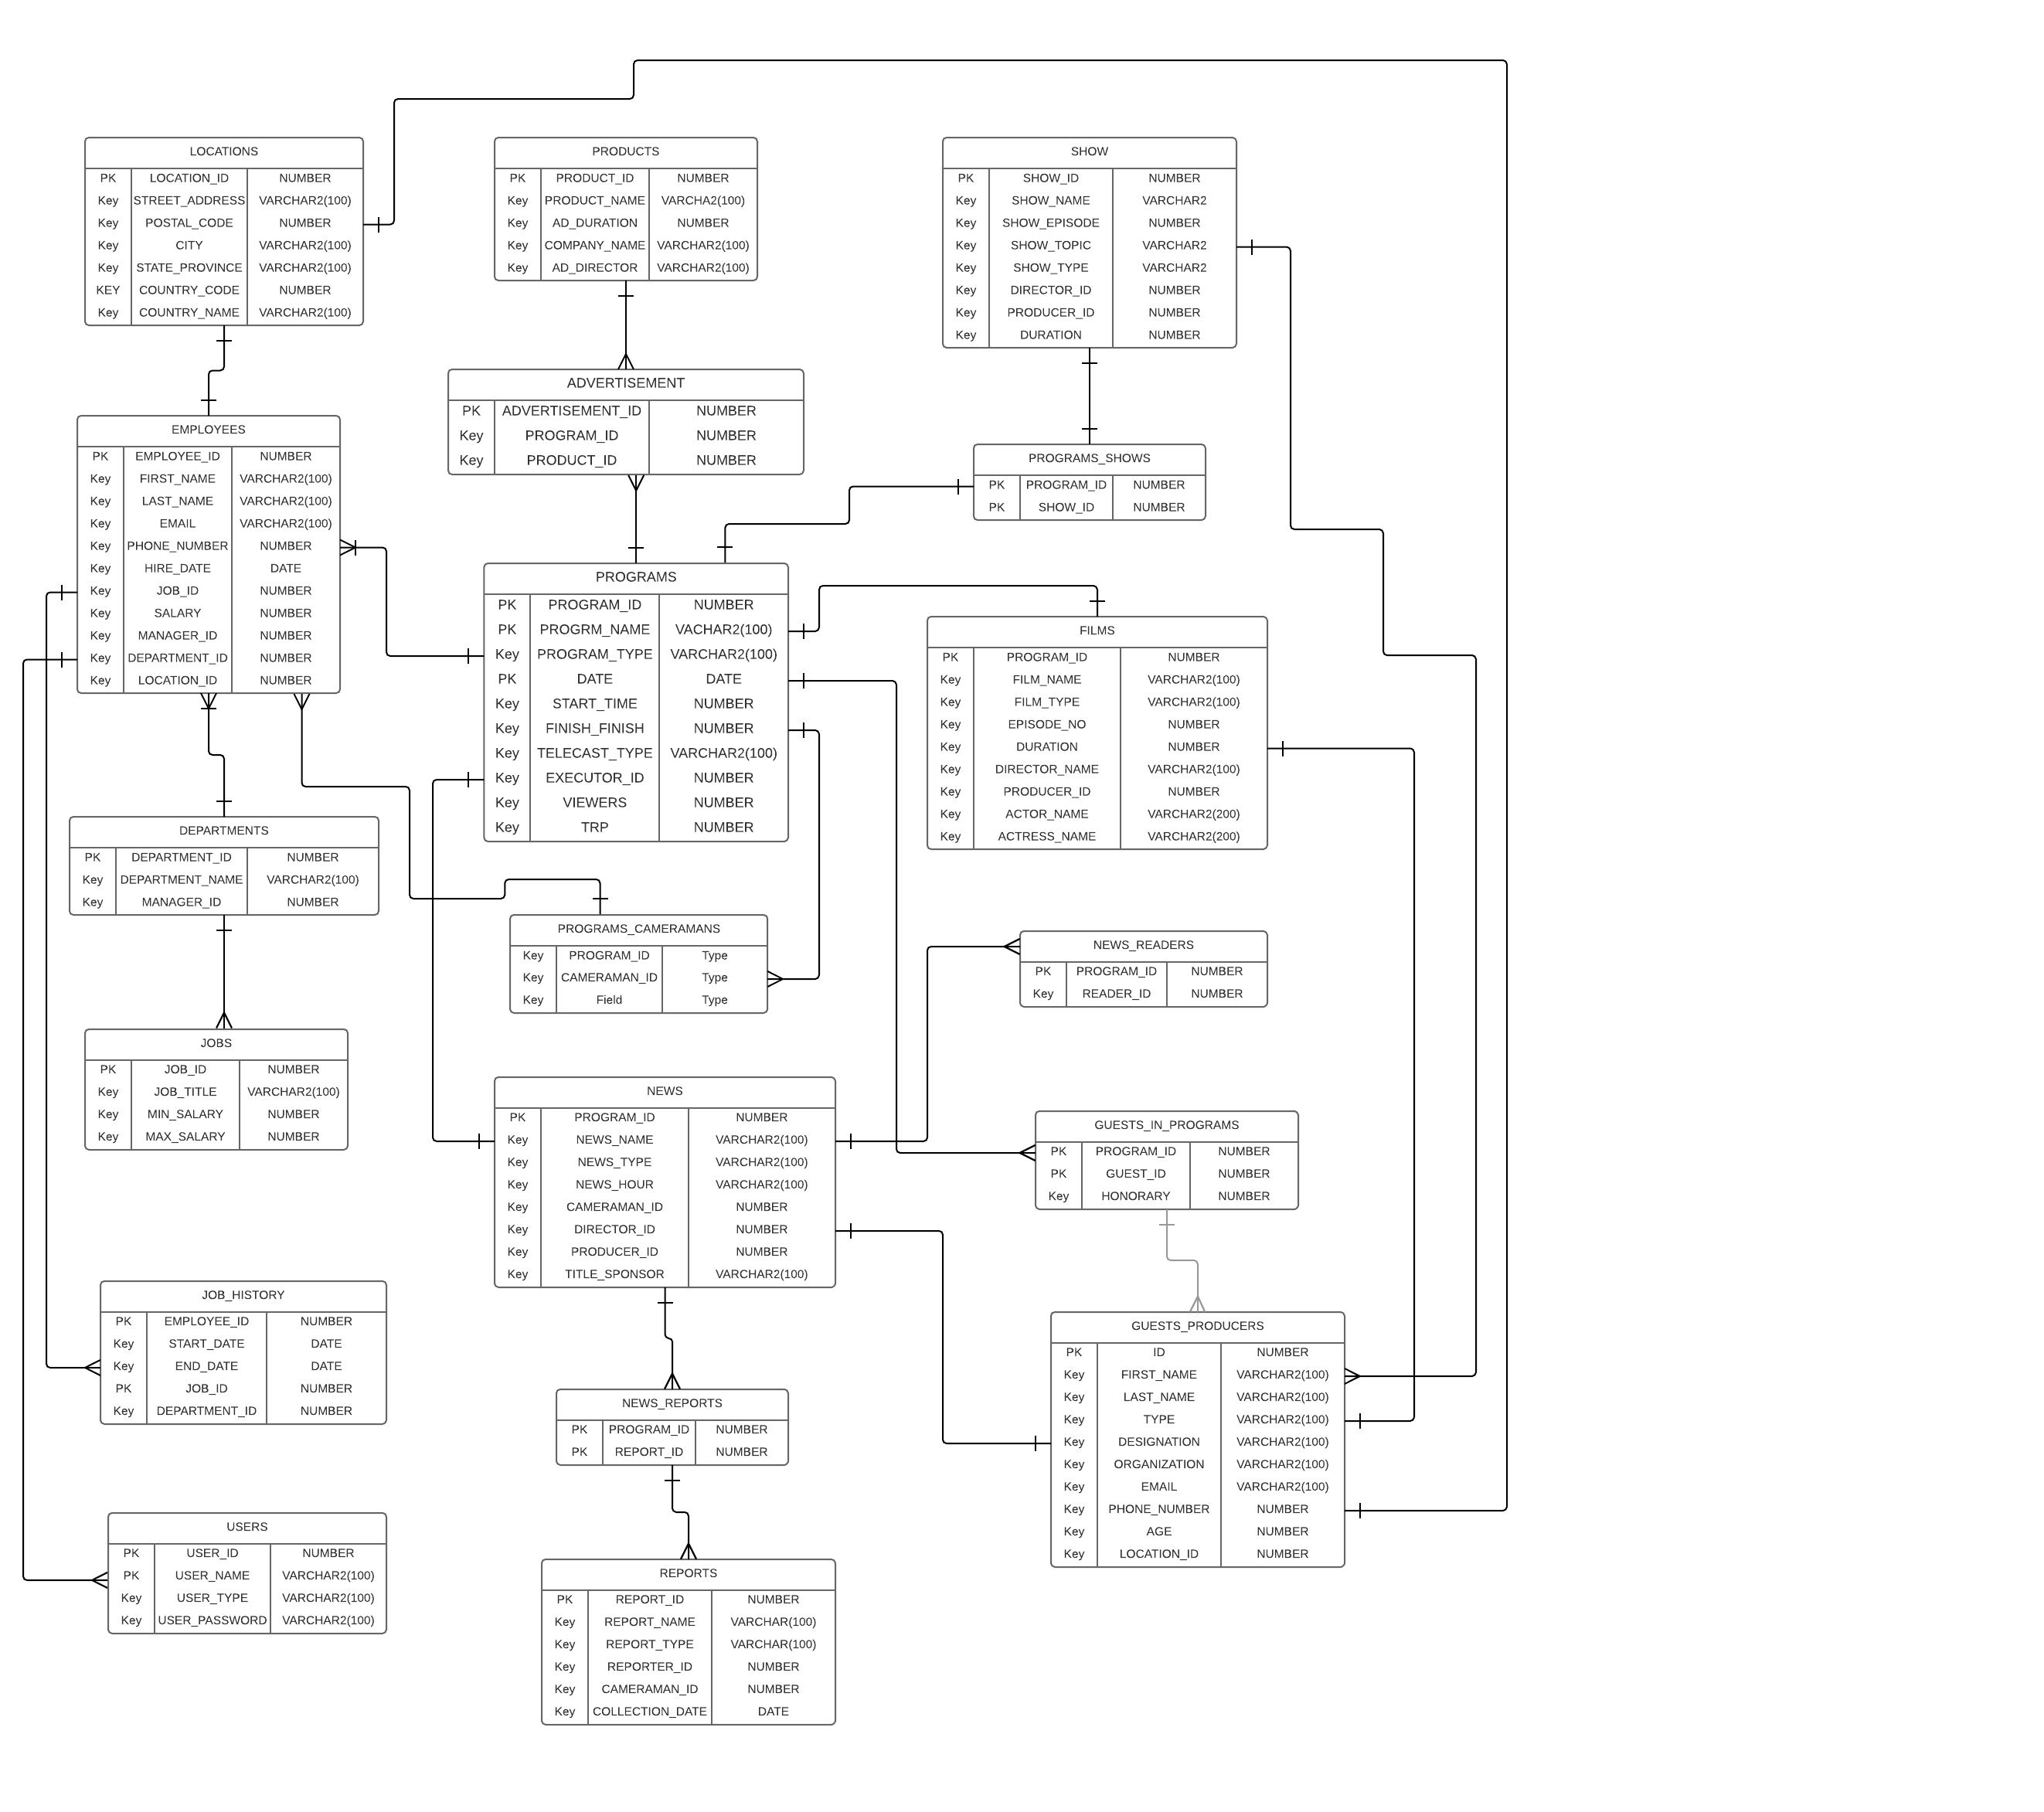 LOCATIONS
PK LOCATION_ID NUMBER
Key STREET_ADDRESS VARCHAR2(100)
Key POSTAL_CODE NUMBER
Key CITY VARCHAR2(100)
Key STATE_PROVINCE VARCHAR2(100)
KEY COUNTRY_CODE NUMBER
Key COUNTRY_NAME VARCHAR2(100)
PRODUCTS
PK PRODUCT_ID NUMBER
Key PRODUCT_NAME VARCHA2(100)
Key AD_DURATION NUMBER
Key COMPANY_NAME VARCHAR2(100)
Key AD_DIRECTOR VARCHAR2(100)
SHOW
PK SHOW_ID NUMBER
Key SHOW_NAME VARCHAR2
Key SHOW_EPISODE NUMBER
Key SHOW_TOPIC VARCHAR2
Key SHOW_TYPE VARCHAR2
Key DIRECTOR_ID NUMBER
Key PRODUCER_ID NUMBER
Key DURATION NUMBER
ADVERTISEMENT
PK ADVERTISEMENT_ID NUMBER
Key PROGRAM_ID NUMBER
Key PRODUCT_ID NUMBER
EMPLOYEES
PK EMPLOYEE_ID NUMBER
Key FIRST_NAME VARCHAR2(100)
Key LAST_NAME VARCHAR2(100)
Key EMAIL VARCHAR2(100)
Key PHONE_NUMBER NUMBER
Key HIRE_DATE DATE
Key JOB_ID NUMBER
Key SALARY NUMBER
Key MANAGER_ID NUMBER
Key DEPARTMENT_ID NUMBER
Key LOCATION_ID NUMBER
PROGRAMS_SHOWS
PK PROGRAM_ID NUMBER
PK SHOW_ID NUMBER
PROGRAMS
PK PROGRAM_ID NUMBER
PK PROGRM_NAME VACHAR2(100)
Key PROGRAM_TYPE VARCHAR2(100)
PK DATE DATE
Key START_TIME NUMBER
Key FINISH_FINISH NUMBER
Key TELECAST_TYPE VARCHAR2(100)
Key EXECUTOR_ID NUMBER
Key VIEWERS NUMBER
Key TRP NUMBER
FILMS
PK PROGRAM_ID NUMBER
Key FILM_NAME VARCHAR2(100)
Key FILM_TYPE VARCHAR2(100)
Key EPISODE_NO NUMBER
Key DURATION NUMBER
Key DIRECTOR_NAME VARCHAR2(100)
Key PRODUCER_ID NUMBER
Key ACTOR_NAME VARCHAR2(200)
Key ACTRESS_NAME VARCHAR2(200)
DEPARTMENTS
PK DEPARTMENT_ID NUMBER
Key DEPARTMENT_NAME VARCHAR2(100)
Key MANAGER_ID NUMBER
PROGRAMS_CAMERAMANS
Key PROGRAM_ID Type
Key CAMERAMAN_ID Type
Key Field Type
NEWS_READERS
PK PROGRAM_ID NUMBER
Key READER_ID NUMBER
JOBS
PK JOB_ID NUMBER
Key JOB_TITLE VARCHAR2(100)
Key MIN_SALARY NUMBER
Key MAX_SALARY NUMBER
NEWS
PK PROGRAM_ID NUMBER
Key NEWS_NAME VARCHAR2(100)
Key NEWS_TYPE VARCHAR2(100)
Key NEWS_HOUR VARCHAR2(100)
Key CAMERAMAN_ID NUMBER
Key DIRECTOR_ID NUMBER
Key PRODUCER_ID NUMBER
Key TITLE_SPONSOR VARCHAR2(100)
GUESTS_IN_PROGRAMS
PK PROGRAM_ID NUMBER
PK GUEST_ID NUMBER
Key HONORARY NUMBER
JOB_HISTORY
PK EMPLOYEE_ID NUMBER
Key START_DATE DATE
Key END_DATE DATE
PK JOB_ID NUMBER
Key DEPARTMENT_ID NUMBER
GUESTS_PRODUCERS
PK ID NUMBER
Key FIRST_NAME VARCHAR2(100)
Key LAST_NAME VARCHAR2(100)
Key TYPE VARCHAR2(100)
Key DESIGNATION VARCHAR2(100)
Key ORGANIZATION VARCHAR2(100)
Key EMAIL VARCHAR2(100)
Key PHONE_NUMBER NUMBER
Key AGE NUMBER
Key LOCATION_ID NUMBER
NEWS_REPORTS
PK PROGRAM_ID NUMBER
PK REPORT_ID NUMBER
USERS
PK USER_ID NUMBER
PK USER_NAME VARCHAR2(100)
Key USER_TYPE VARCHAR2(100)
Key USER_PASSWORD VARCHAR2(100)
REPORTS
PK REPORT_ID NUMBER
Key REPORT_NAME VARCHAR(100)
Key REPORT_TYPE VARCHAR(100)
Key REPORTER_ID NUMBER
Key CAMERAMAN_ID NUMBER
Key COLLECTION_DATE DATE